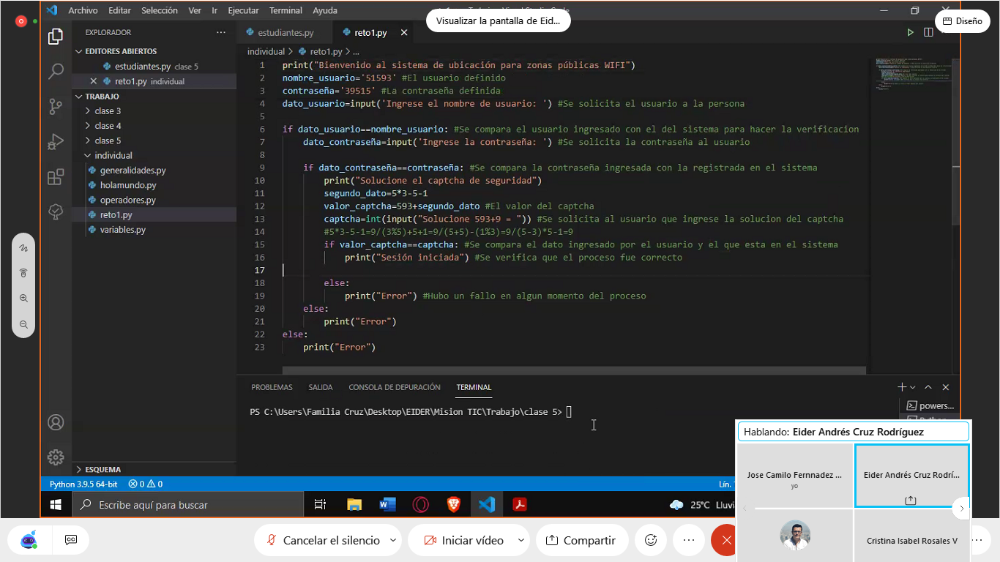 Archivo Editar Selección Ver Ir Ejecutar Terminal Ayuda
Visualizar la pantalla de Eid...
Diseño
EXPLORADOR
EDITORES ABIERTOS
estudiantes.py clase 5
reto1.py individual
TRABAJO
clase 3
clase 4
clase 5
individual
generalidades.py
holamundo.py
operadores.py
reto1.py
variables.py
ESQUEMA
estudiantes.py reto1.py
individual > reto1.py > ...
1 print("Bienvenido al sistema de ubicación para zonas públicas WIFI")
2 nombre_usuario='51593' #El usuario definido
3 contraseña='39515' #La contraseña definida
4 dato_usuario=input('Ingrese el nombre de usuario: ') #Se solicita el usuario a la persona
5
6 if dato_usuario==nombre_usuario: #Se compara el usuario ingresado con el del sistema para hacer la verificacion
7 dato_contraseña=input('Ingrese la contraseña: ') #Se solicita la contraseña al usuario
8
9 if dato_contraseña==contraseña: #Se compara la contraseña ingresada con la registrada en el sistema
10 print("Solucione el captcha de seguridad")
11 segundo_dato=5*3-5-1
12 valor_captcha=593+segundo_dato #El valor del captcha
13 captcha=int(input("Solucione 593+9 = ")) #Se solicita al usuario que ingrese la solucion del captcha
14 #5*3-5-1=9/(3%5)+5+1=9/(5+5)-(1%3)=9/(5-3)*5-1=9
15 if valor_captcha==captcha: #Se compara el dato ingresado por el usuario y el que esta en el sistema
16 print("Sesión iniciada") #Se verifica que el proceso fue correcto
17
18 else:
19 print("Error") #Hubo un fallo en algun momento del proceso
20 else:
21 print("Error")
22 else:
23 print("Error")
PROBLEMAS SALIDA CONSOLA DE DEPURACIÓN TERMINAL
PS C:\Users\Familia Cruz\Desktop\EIDER\Mision TIC\Trabajo\clase 5>
powers...
Python 3.9.5 64-bit 0 0
Lín.
Escribe aquí para buscar
25°C
Hablando: Eider Andrés Cruz Rodríguez
Jose Camilo Fernnadez ...
yo
Eider Andrés Cruz Rodrí...
Cristina Isabel Rosales V
CC
Cancelar el silencio
Iniciar vídeo
Compartir